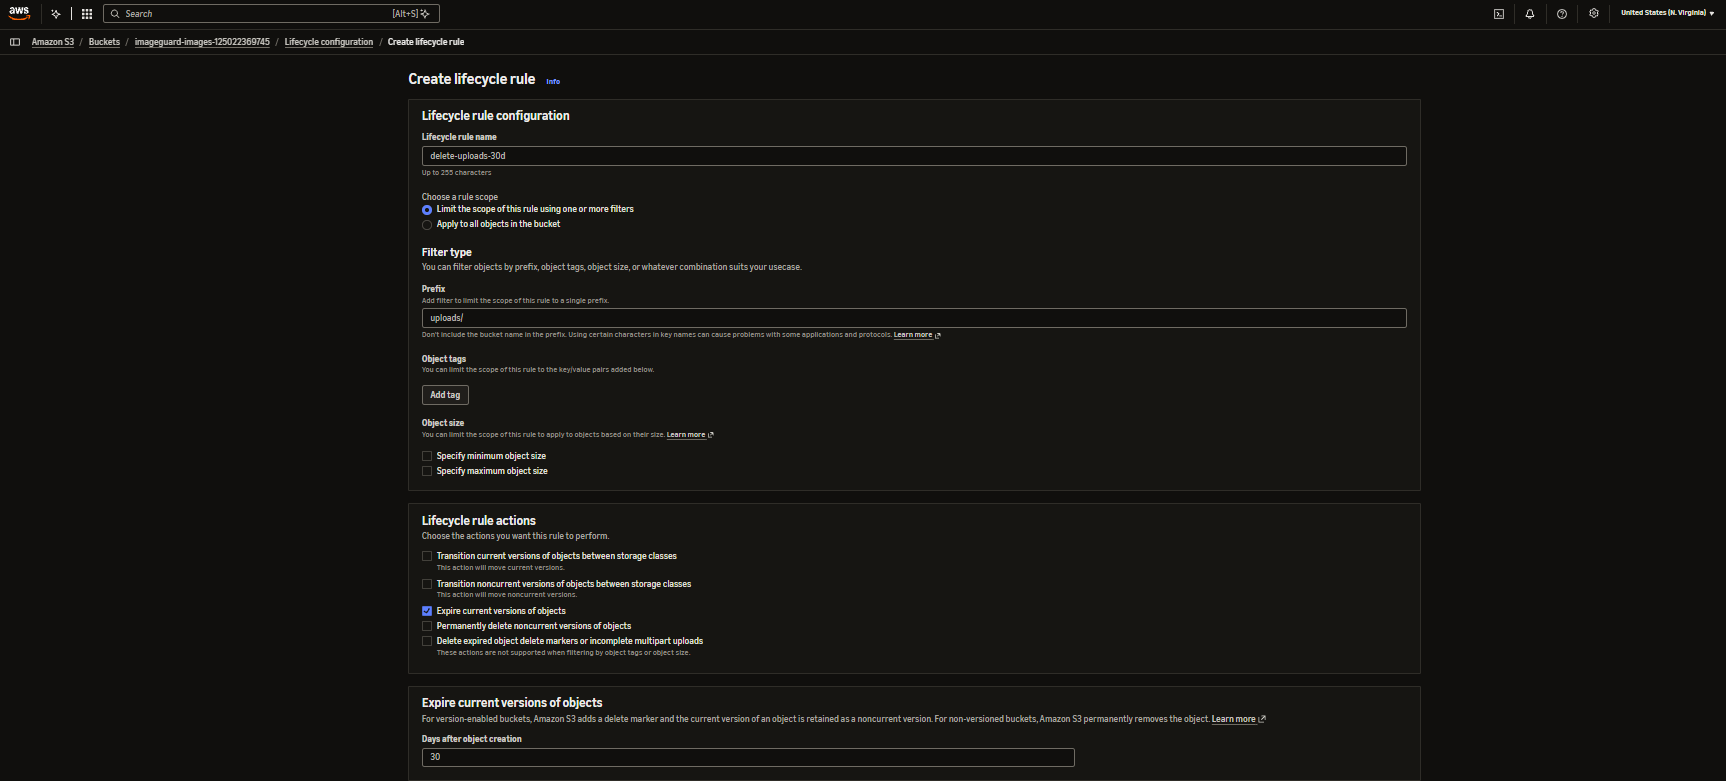 aws
Search [Alt+S]
United States (N. Virginia)
Amazon S3 / Buckets / imageguard-images-125022369745 / Lifecycle configuration / Create lifecycle rule
Create lifecycle rule Info
Lifecycle rule configuration
Lifecycle rule name
delete-uploads-30d
Up to 255 characters
Choose a rule scope
Limit the scope of this rule using one or more filters
Apply to all objects in the bucket
Filter type
You can filter objects by prefix, object tags, object size, or whatever combination suits your usecase.
Prefix
Add filter to limit the scope of this rule to a single prefix.
uploads/
Don't include the bucket name in the prefix. Using certain characters in key names can cause problems with some applications and protocols. Learn more
Object tags
You can limit the scope of this rule to the key/value pairs added below.
Add tag
Object size
You can limit the scope of this rule to apply to objects based on their size. Learn more
Specify minimum object size
Specify maximum object size
Lifecycle rule actions
Choose the actions you want this rule to perform.
Transition current versions of objects between storage classes
This action will move current versions.
Transition noncurrent versions of objects between storage classes
This action will move noncurrent versions.
Expire current versions of objects
Permanently delete noncurrent versions of objects
Delete expired object delete markers or incomplete multipart uploads
These actions are not supported when filtering by object tags or object size.
Expire current versions of objects
For version-enabled buckets, Amazon S3 adds a delete marker and the current version of an object is retained as a noncurrent version. For non-versioned buckets, Amazon S3 permanently removes the object. Learn more
Days after object creation
30